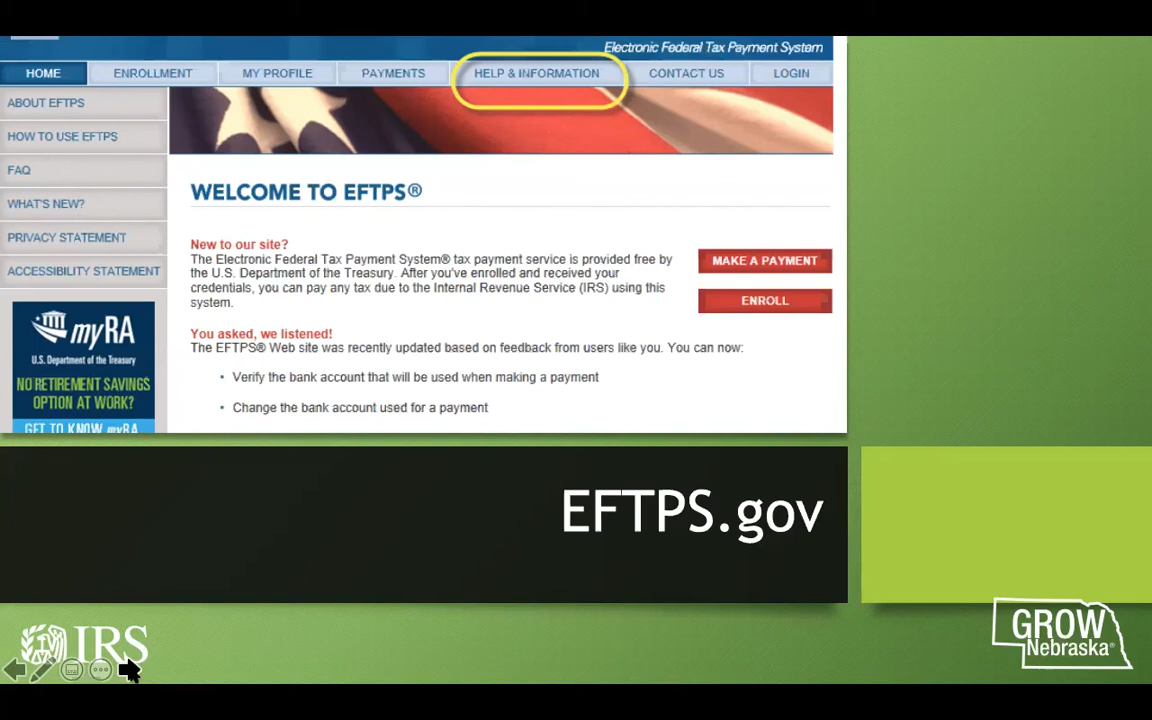 Electronic Federal Tax Payment System
HOME ENROLLMENT MY PROFILE PAYMENTS HELP & INFORMATION CONTACT US LOGIN
ABOUT EFTPS
HOW TO USE EFTPS
FAQ
WHAT'S NEW?
PRIVACY STATEMENT
ACCESSIBILITY STATEMENT
myRA
U.S. Department of the Treasury
NO RETIREMENT SAVINGS
OPTION AT WORK?
GET TO KNOW myRA
WELCOME TO EFTPS®
New to our site?
The Electronic Federal Tax Payment System® tax payment service is provided free by
the U.S. Department of the Treasury. After you've enrolled and received your
credentials, you can pay any tax due to the Internal Revenue Service (IRS) using this
system.
MAKE A PAYMENT
ENROLL
You asked, we listened!
The EFTPS® Web site was recently updated based on feedback from users like you. You can now:
• Verify the bank account that will be used when making a payment
• Change the bank account used for a payment
EFTPS.gov
IRS
GROW
Nebraska®